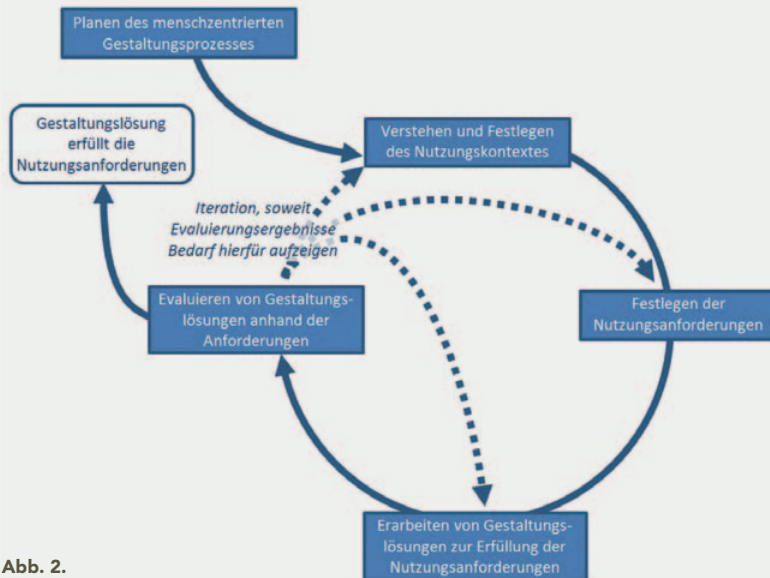 Planen des menschzentrierten
Gestaltungsprozesses
Gestaltungslösung
erfüllt die
Nutzungsanforderungen
Verstehen und Festlegen
des Nutzungskontextes
Iteration, soweit
Evaluierungsergebnisse
Bedarf hierfür aufzeigen
Evaluieren von Gestaltungs-
lösungen anhand der
Anforderungen
Festlegen der
Nutzungsanforderungen
Erarbeiten von Gestaltungs-
lösungen zur Erfüllung der
Nutzungsanforderungen
Abb. 2.